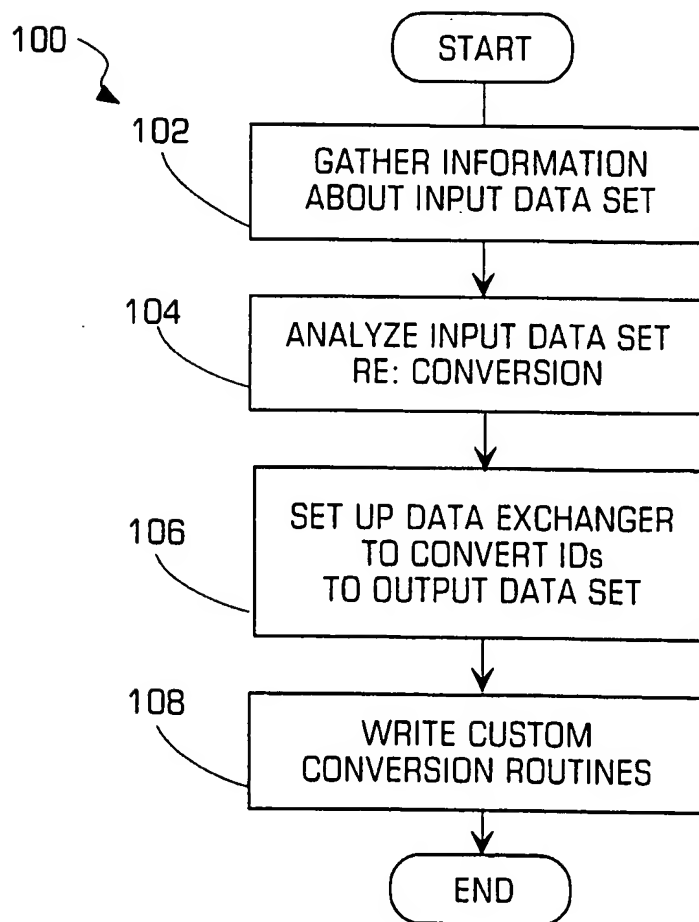 100
START
102
GATHER INFORMATION
ABOUT INPUT DATA SET
104
ANALYZE INPUT DATA SET
RE: CONVERSION
106
SET UP DATA EXCHANGER
TO CONVERT IDs
TO OUTPUT DATA SET
108
WRITE CUSTOM
CONVERSION ROUTINES
END